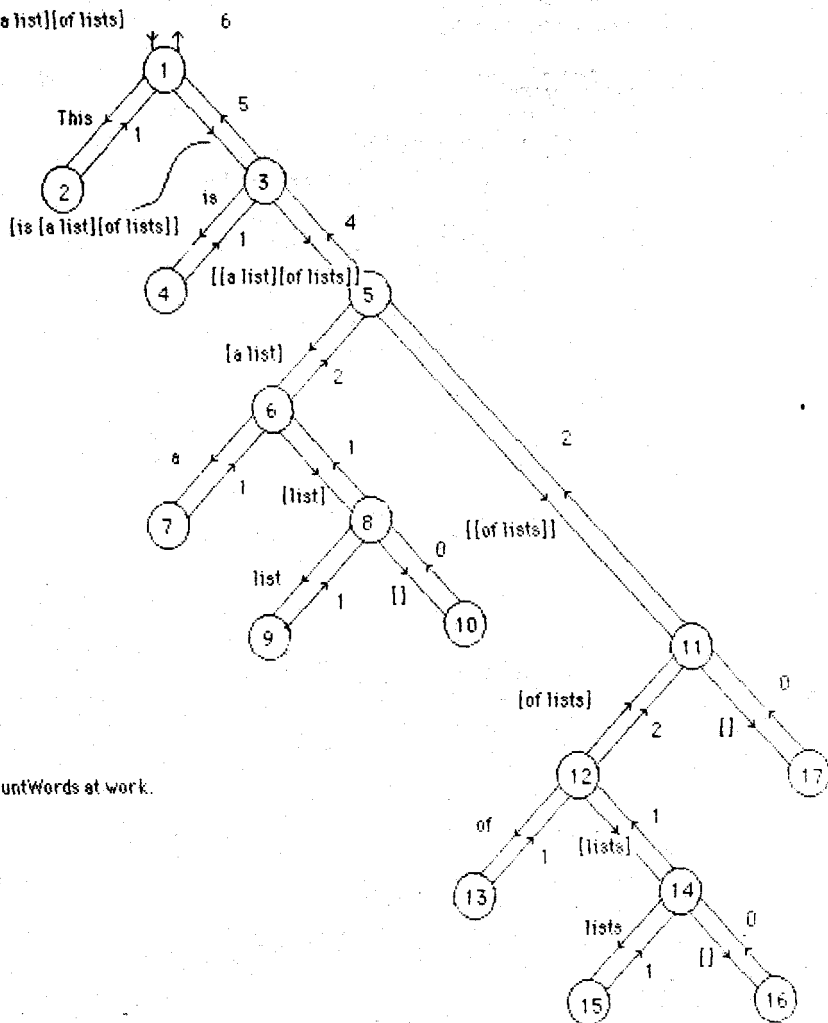 a list][of lists] 6
1
This 1 5
2 3
is
[is [a list][of lists]]
1 4
4 [[a list][of lists]] 5
[a list] 2
6
2
a 1 1
[list]
7 8
[[of lists]]
list 1 [] 0
9 10
11
[of lists] 2 [] 0
12 17
untWords at work.
of 1 [lists] 1
13 14
lists 1 [] 0
15 16